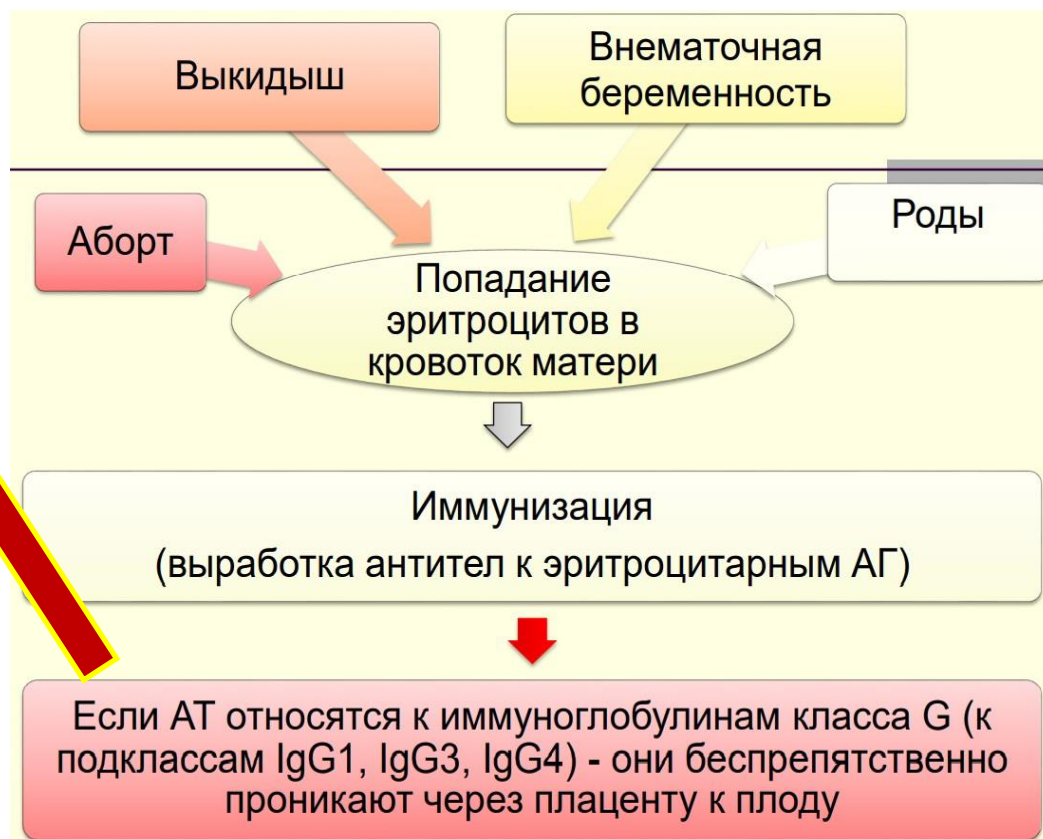 Выкидыш
Внематочная
беременность
Аборт
Роды
Попадание
эритроцитов в
кровоток матери
Иммунизация
(выработка антител к эритроцитарным АГ)
Если АТ относятся к иммуноглобулинам класса G (к
подклассам IgG1, IgG3, IgG4) - они беспрепятственно
проникают через плаценту к плоду